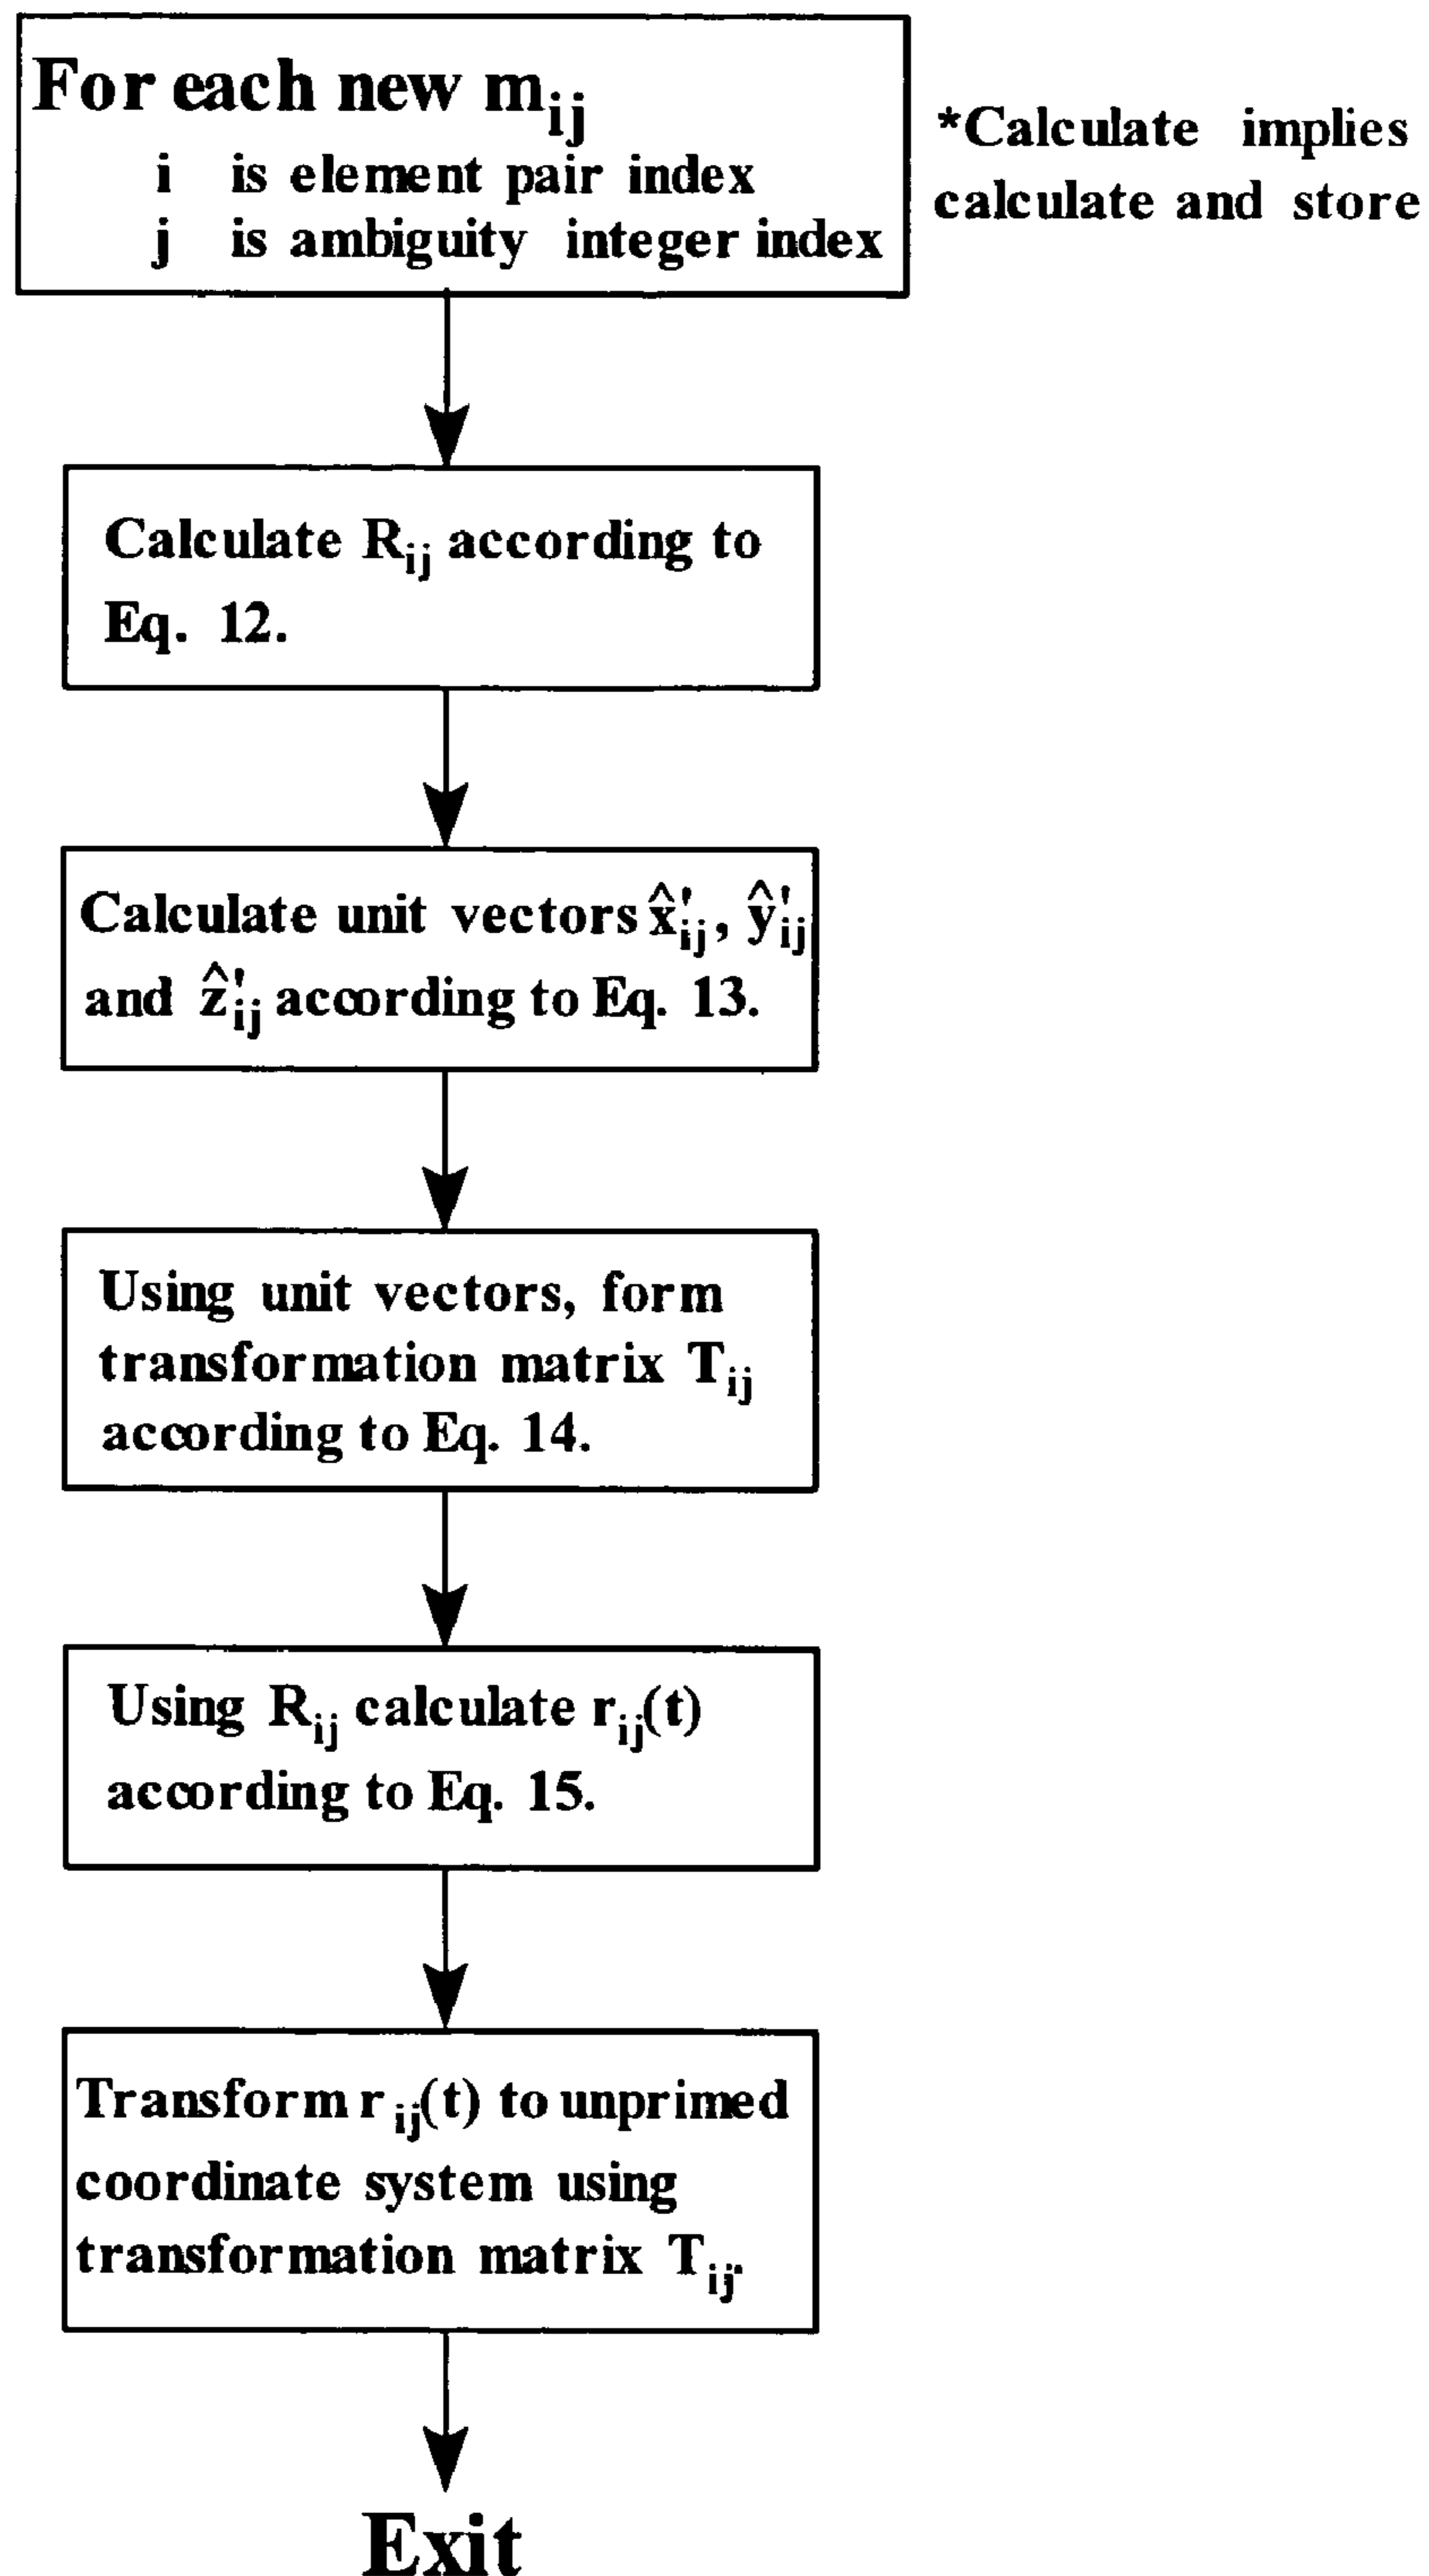 For each new m_ij
i is element pair index
j is ambiguity integer index
*Calculate implies
calculate and store
Calculate R_ij according to
Eq. 12.
Calculate unit vectors x̂'_ij, ŷ'_ij
and ẑ'_ij according to Eq. 13.
Using unit vectors, form
transformation matrix T_ij
according to Eq. 14.
Using R_ij calculate r_ij(t)
according to Eq. 15.
Transform r_ij(t) to unprimed
coordinate system using
transformation matrix T_ij.
Exit